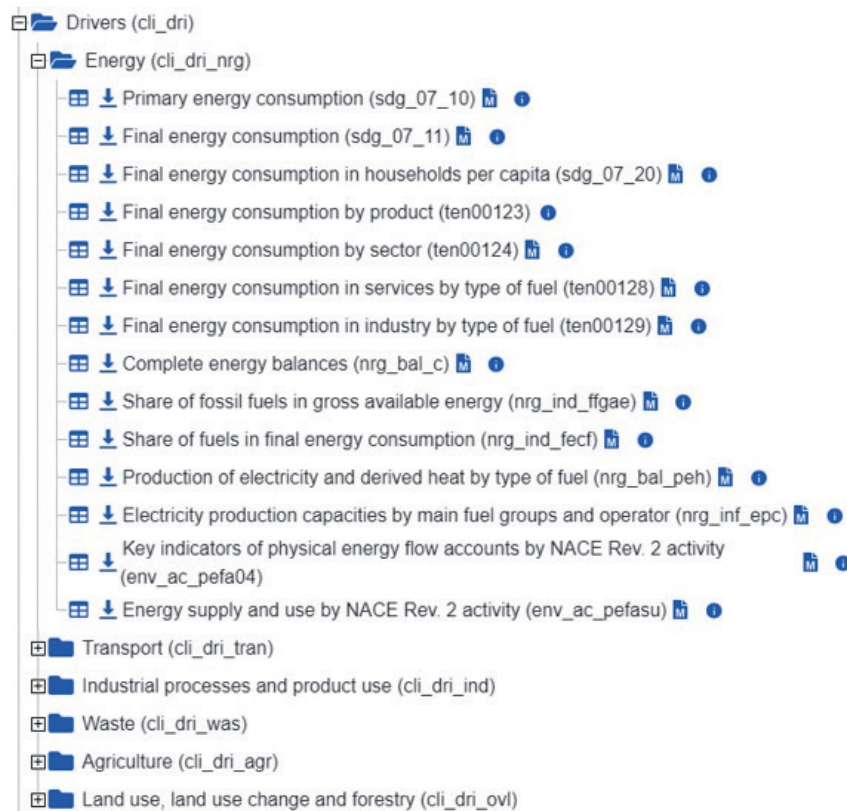 Drivers (cli_dri)
Energy (cli_dri_nrg)
Primary energy consumption (sdg_07_10) M i
Final energy consumption (sdg_07_11) M i
Final energy consumption in households per capita (sdg_07_20) M i
Final energy consumption by product (ten00123) i
Final energy consumption by sector (ten00124) M i
Final energy consumption in services by type of fuel (ten00128) M i
Final energy consumption in industry by type of fuel (ten00129) M i
Complete energy balances (nrg_bal_c) M i
Share of fossil fuels in gross available energy (nrg_ind_ffgae) M i
Share of fuels in final energy consumption (nrg_ind_fecf) M i
Production of electricity and derived heat by type of fuel (nrg_bal_peh) M i
Electricity production capacities by main fuel groups and operator (nrg_inf_epc) M i
Key indicators of physical energy flow accounts by NACE Rev. 2 activity M i
(env_ac_pefa04)
Energy supply and use by NACE Rev. 2 activity (env_ac_pefasu) M i
Transport (cli_dri_tran)
Industrial processes and product use (cli_dri_ind)
Waste (cli_dri_was)
Agriculture (cli_dri_agr)
Land use, land use change and forestry (cli_dri_ovl)